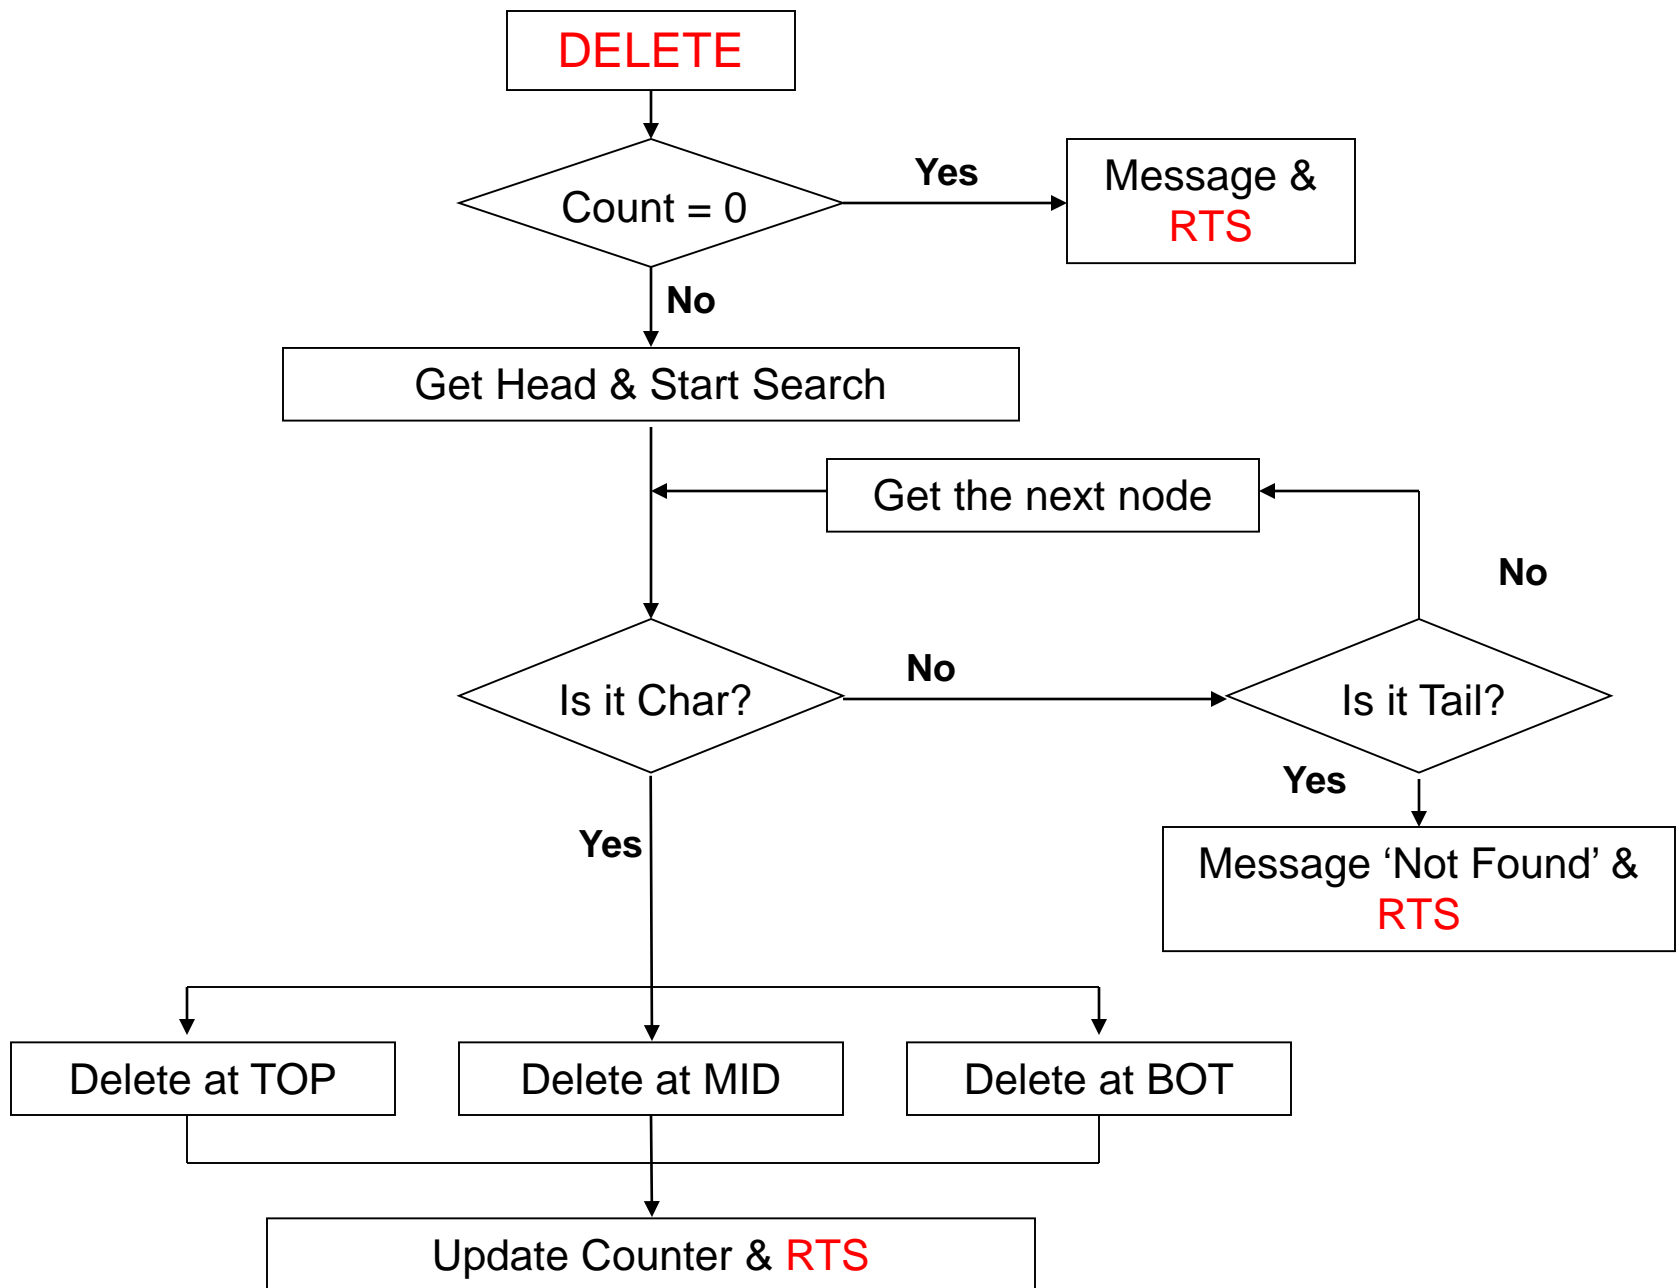 DELETE
Yes
Message &
RTS
Count = 0
No
Get Head & Start Search
Get the next node
No
No
Is it Char?
Is it Tail?
Yes
Yes
Message ‘Not Found’ &
RTS
Delete at TOP
Delete at MID
Delete at BOT
Update Counter & RTS